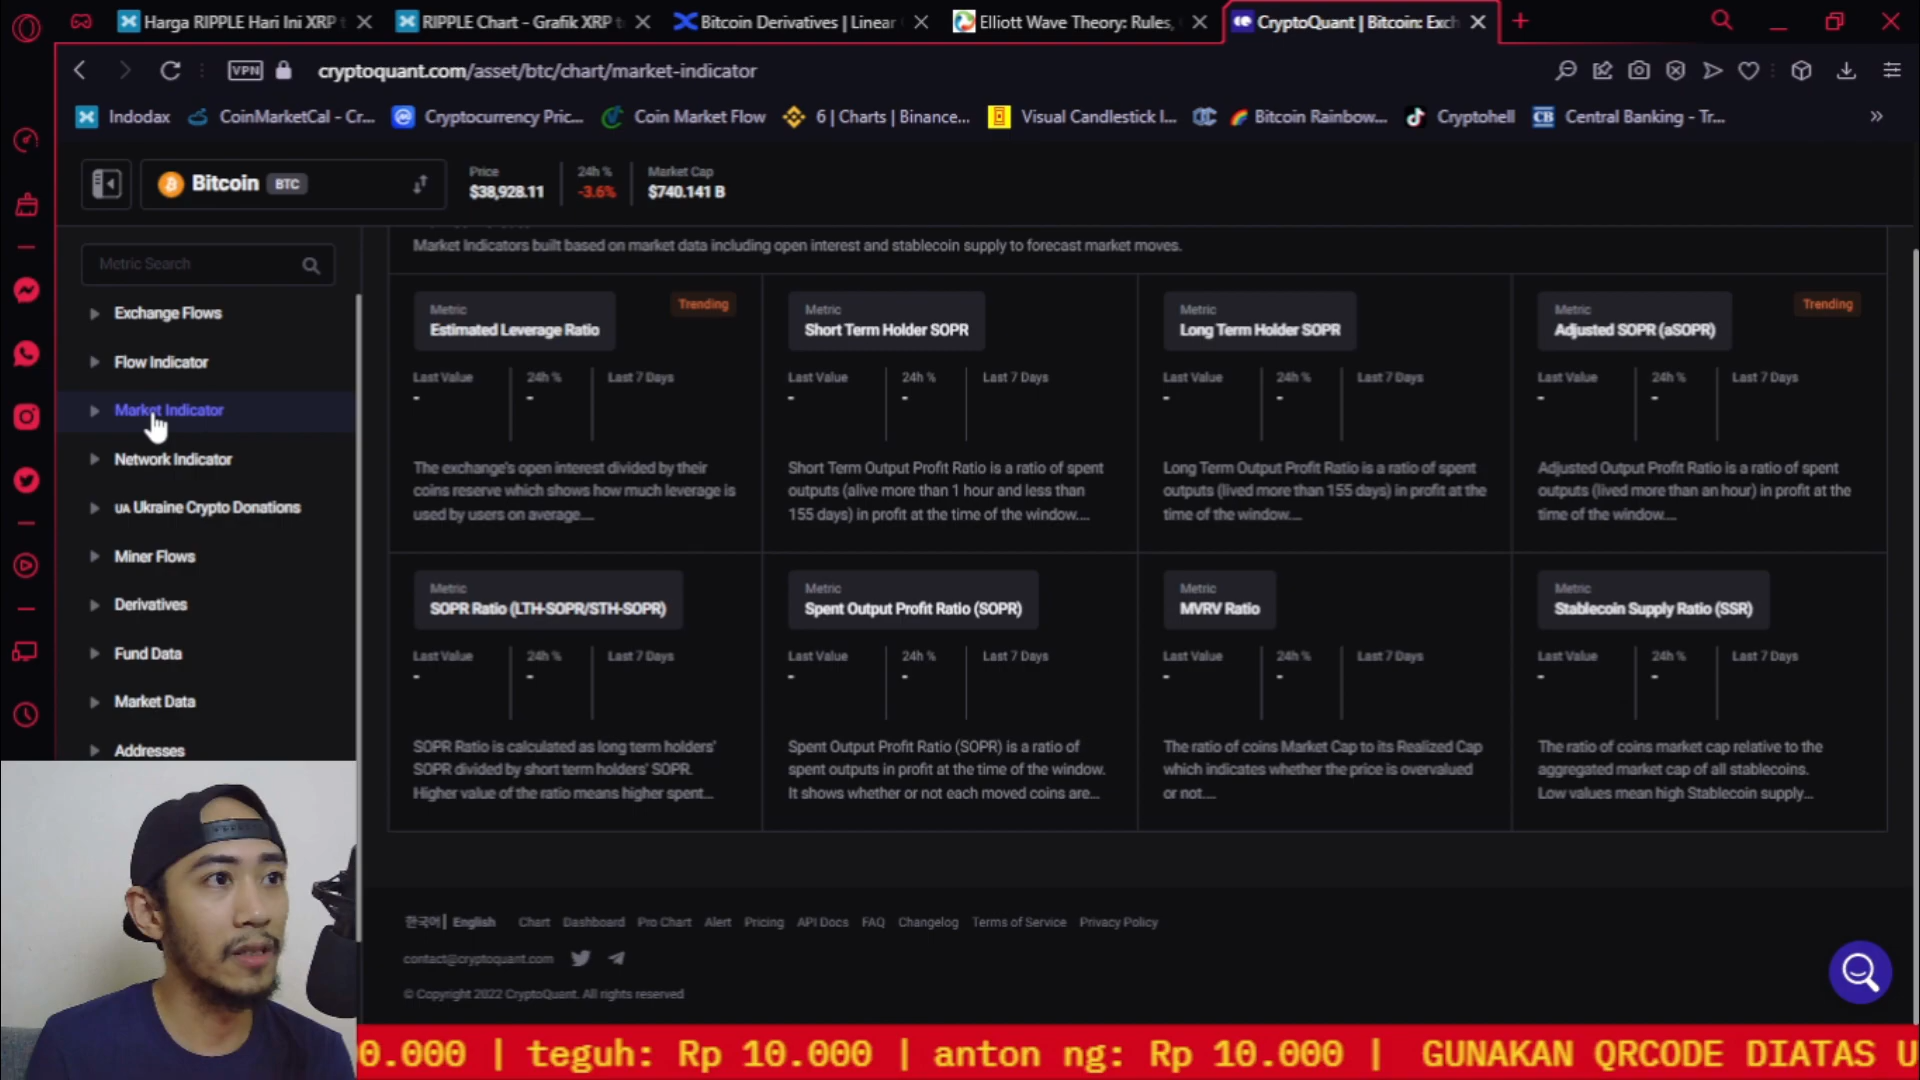 Harga RIPPLE Hari Ini XRP
RIPPLE Chart - Grafik XRP t
Bitcoin Derivatives | Linear
Elliott Wave Theory: Rules,
CryptoQuant | Bitcoin: Exch
VPN
cryptoquant.com/asset/btc/chart/market-indicator
Indodax
CoinMarketCal - Cr...
Cryptocurrency Pric...
Coin Market Flow
6 | Charts | Binance...
Visual Candlestick I...
Bitcoin Rainbow...
Cryptohell
CB
Central Banking - Tr...
»
Bitcoin BTC
Price
$38,928.11
24h %
-3.6%
Market Cap
$740.141 B
Metric Search
Exchange Flows
Flow Indicator
Market Indicator
Network Indicator
UA Ukraine Crypto Donations
Miner Flows
Derivatives
Fund Data
Market Data
Addresses
Market Indicators built based on market data including open interest and stablecoin supply to forecast market moves.
Metric
Estimated Leverage Ratio
Trending
Last Value
-
24h %
-
Last 7 Days
The exchange's open interest divided by their
coins reserve which shows how much leverage is
used by users on average....
Metric
Short Term Holder SOPR
Last Value
-
24h %
-
Last 7 Days
Short Term Output Profit Ratio is a ratio of spent
outputs (alive more than 1 hour and less than
155 days) in profit at the time of the window....
Metric
Long Term Holder SOPR
Last Value
-
24h %
-
Last 7 Days
Long Term Output Profit Ratio is a ratio of spent
outputs (lived more than 155 days) in profit at the
time of the window....
Metric
Adjusted SOPR (aSOPR)
Trending
Last Value
-
24h %
-
Last 7 Days
Adjusted Output Profit Ratio is a ratio of spent
outputs (lived more than an hour) in profit at the
time of the window....
Metric
SOPR Ratio (LTH-SOPR/STH-SOPR)
Last Value
-
24h %
-
Last 7 Days
SOPR Ratio is calculated as long term holders'
SOPR divided by short term holders' SOPR.
Higher value of the ratio means higher spent...
Metric
Spent Output Profit Ratio (SOPR)
Last Value
-
24h %
-
Last 7 Days
Spent Output Profit Ratio (SOPR) is a ratio of
spent outputs in profit at the time of the window.
It shows whether or not each moved coins are...
Metric
MVRV Ratio
Last Value
-
24h %
-
Last 7 Days
The ratio of coins Market Cap to its Realized Cap
which indicates whether the price is overvalued
or not....
Metric
Stablecoin Supply Ratio (SSR)
Last Value
-
24h %
-
Last 7 Days
The ratio of coins market cap relative to the
aggregated market cap of all stablecoins.
Low values mean high Stablecoin supply...
한국어 | English Chart Dashboard Pro Chart Alert Pricing API Docs FAQ Changelog Terms of Service Privacy Policy
contact@cryptoquant.com
© Copyright 2022 CryptoQuant. All rights reserved
0.000 | teguh: Rp 10.000 | anton ng: Rp 10.000 | GUNAKAN QRCODE DIATAS U